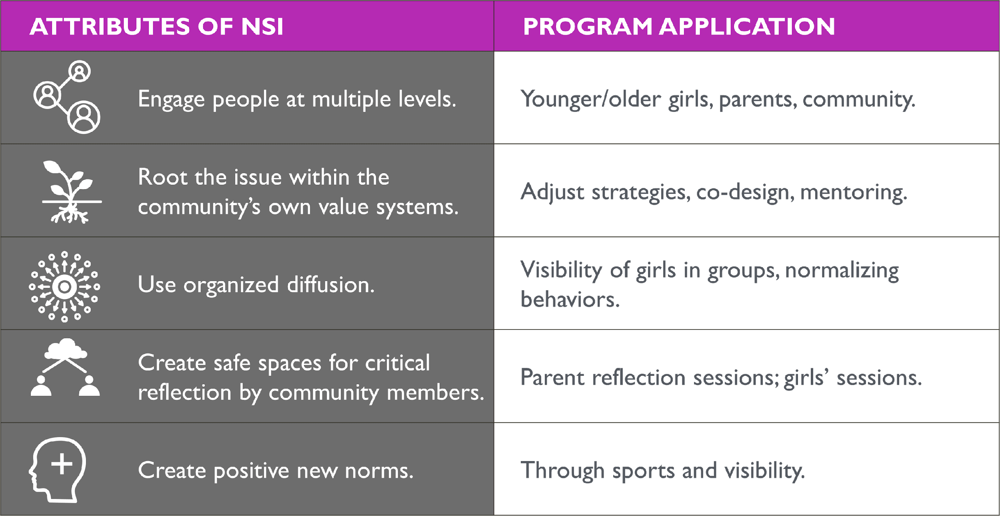 ATTRIBUTES OF NSI
PROGRAM APPLICATION
Engage people at multiple levels.
Younger/older girls, parents, community.
Root the issue within the
community’s own value systems.
Adjust strategies, co-design, mentoring.
Use organized diffusion.
Visibility of girls in groups, normalizing
behaviors.
Create safe spaces for critical
reflection by community members.
Parent reflection sessions; girls’ sessions.
Create positive new norms.
Through sports and visibility.